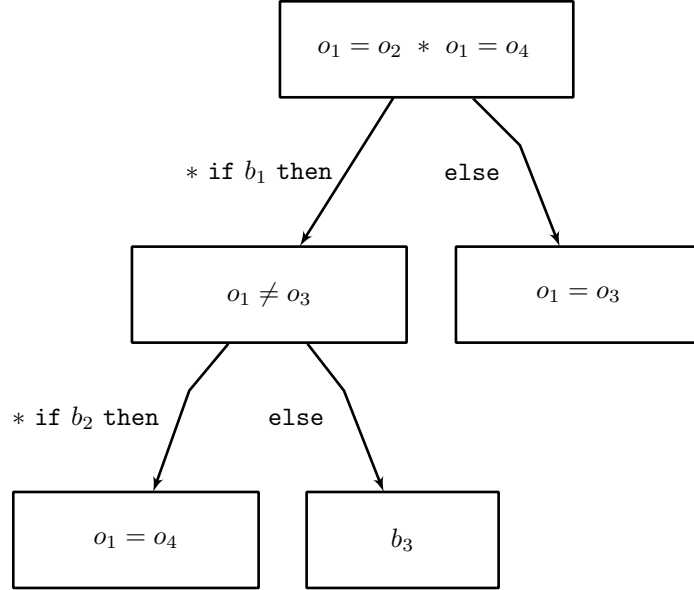 o₁ = o₂ * o₁ = o₄
* if b₁ then
else
o₁ ≠ o₃
o₁ = o₃
* if b₂ then
else
o₁ = o₄
b₃